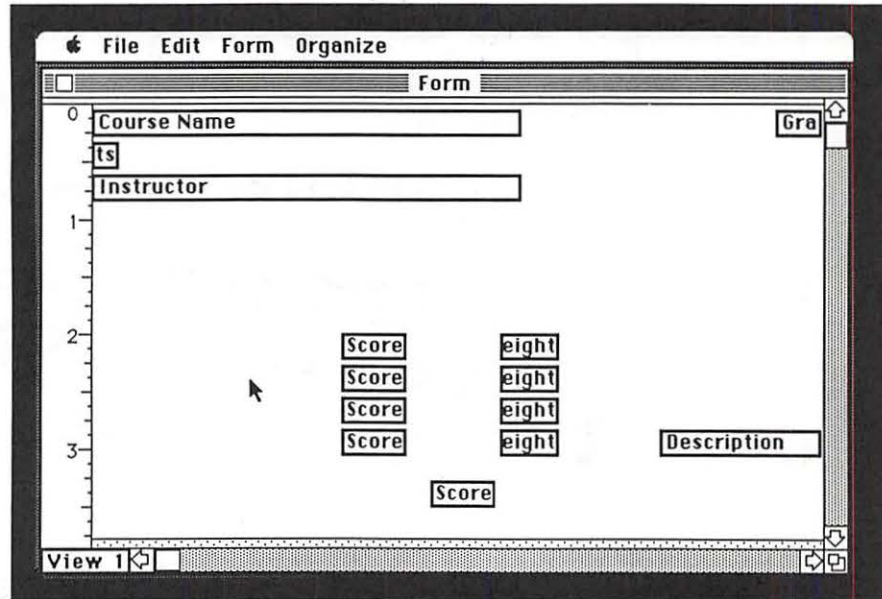 File Edit Form Organize
Form
0
Course Name Gra
ts
Instructor
1
2
Score eight
Score eight
Score eight
3 Score eight Description
Score
View 1